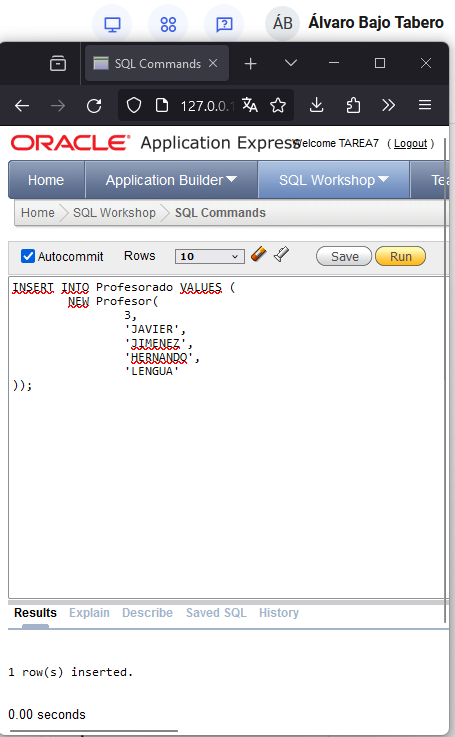 ÁB Álvaro Bajo Tabero
SQL Commands
127.0.0.1
ORACLE Application Express Welcome TAREA7 ( Logout )
Home Application Builder SQL Workshop
Home SQL Workshop SQL Commands
Autocommit Rows 10 Save Run
INSERT INTO Profesorado VALUES (
NEW Profesor(
3,
'JAVIER',
'JIMENEZ',
'HERNANDO',
'LENGUA'
));
Results Explain Describe Saved SQL History
1 row(s) inserted.
0.00 seconds